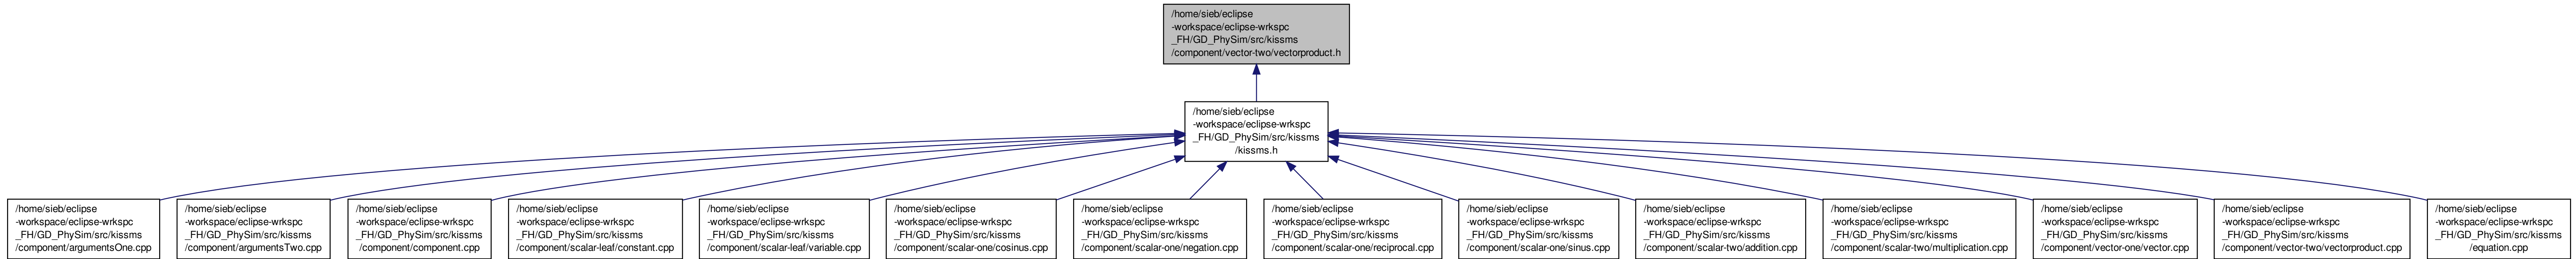 /home/sieb/eclipse
-workspace/eclipse-wrkspc
_FH/GD_PhySim/src/kissms
/component/vector-two/vectorproduct.h
/home/sieb/eclipse
-workspace/eclipse-wrkspc
_FH/GD_PhySim/src/kissms
/kissms.h
/home/sieb/eclipse
-workspace/eclipse-wrkspc
_FH/GD_PhySim/src/kissms
/component/argumentsOne.cpp
/home/sieb/eclipse
-workspace/eclipse-wrkspc
_FH/GD_PhySim/src/kissms
/component/argumentsTwo.cpp
/home/sieb/eclipse
-workspace/eclipse-wrkspc
_FH/GD_PhySim/src/kissms
/component/component.cpp
/home/sieb/eclipse
-workspace/eclipse-wrkspc
_FH/GD_PhySim/src/kissms
/component/scalar-leaf/constant.cpp
/home/sieb/eclipse
-workspace/eclipse-wrkspc
_FH/GD_PhySim/src/kissms
/component/scalar-leaf/variable.cpp
/home/sieb/eclipse
-workspace/eclipse-wrkspc
_FH/GD_PhySim/src/kissms
/component/scalar-one/cosinus.cpp
/home/sieb/eclipse
-workspace/eclipse-wrkspc
_FH/GD_PhySim/src/kissms
/component/scalar-one/negation.cpp
/home/sieb/eclipse
-workspace/eclipse-wrkspc
_FH/GD_PhySim/src/kissms
/component/scalar-one/reciprocal.cpp
/home/sieb/eclipse
-workspace/eclipse-wrkspc
_FH/GD_PhySim/src/kissms
/component/scalar-one/sinus.cpp
/home/sieb/eclipse
-workspace/eclipse-wrkspc
_FH/GD_PhySim/src/kissms
/component/scalar-two/addition.cpp
/home/sieb/eclipse
-workspace/eclipse-wrkspc
_FH/GD_PhySim/src/kissms
/component/scalar-two/multiplication.cpp
/home/sieb/eclipse
-workspace/eclipse-wrkspc
_FH/GD_PhySim/src/kissms
/component/vector-one/vector.cpp
/home/sieb/eclipse
-workspace/eclipse-wrkspc
_FH/GD_PhySim/src/kissms
/component/vector-two/vectorproduct.cpp
/home/sieb/eclipse
-workspace/eclipse-wrkspc
_FH/GD_PhySim/src/kissms
/equation.cpp